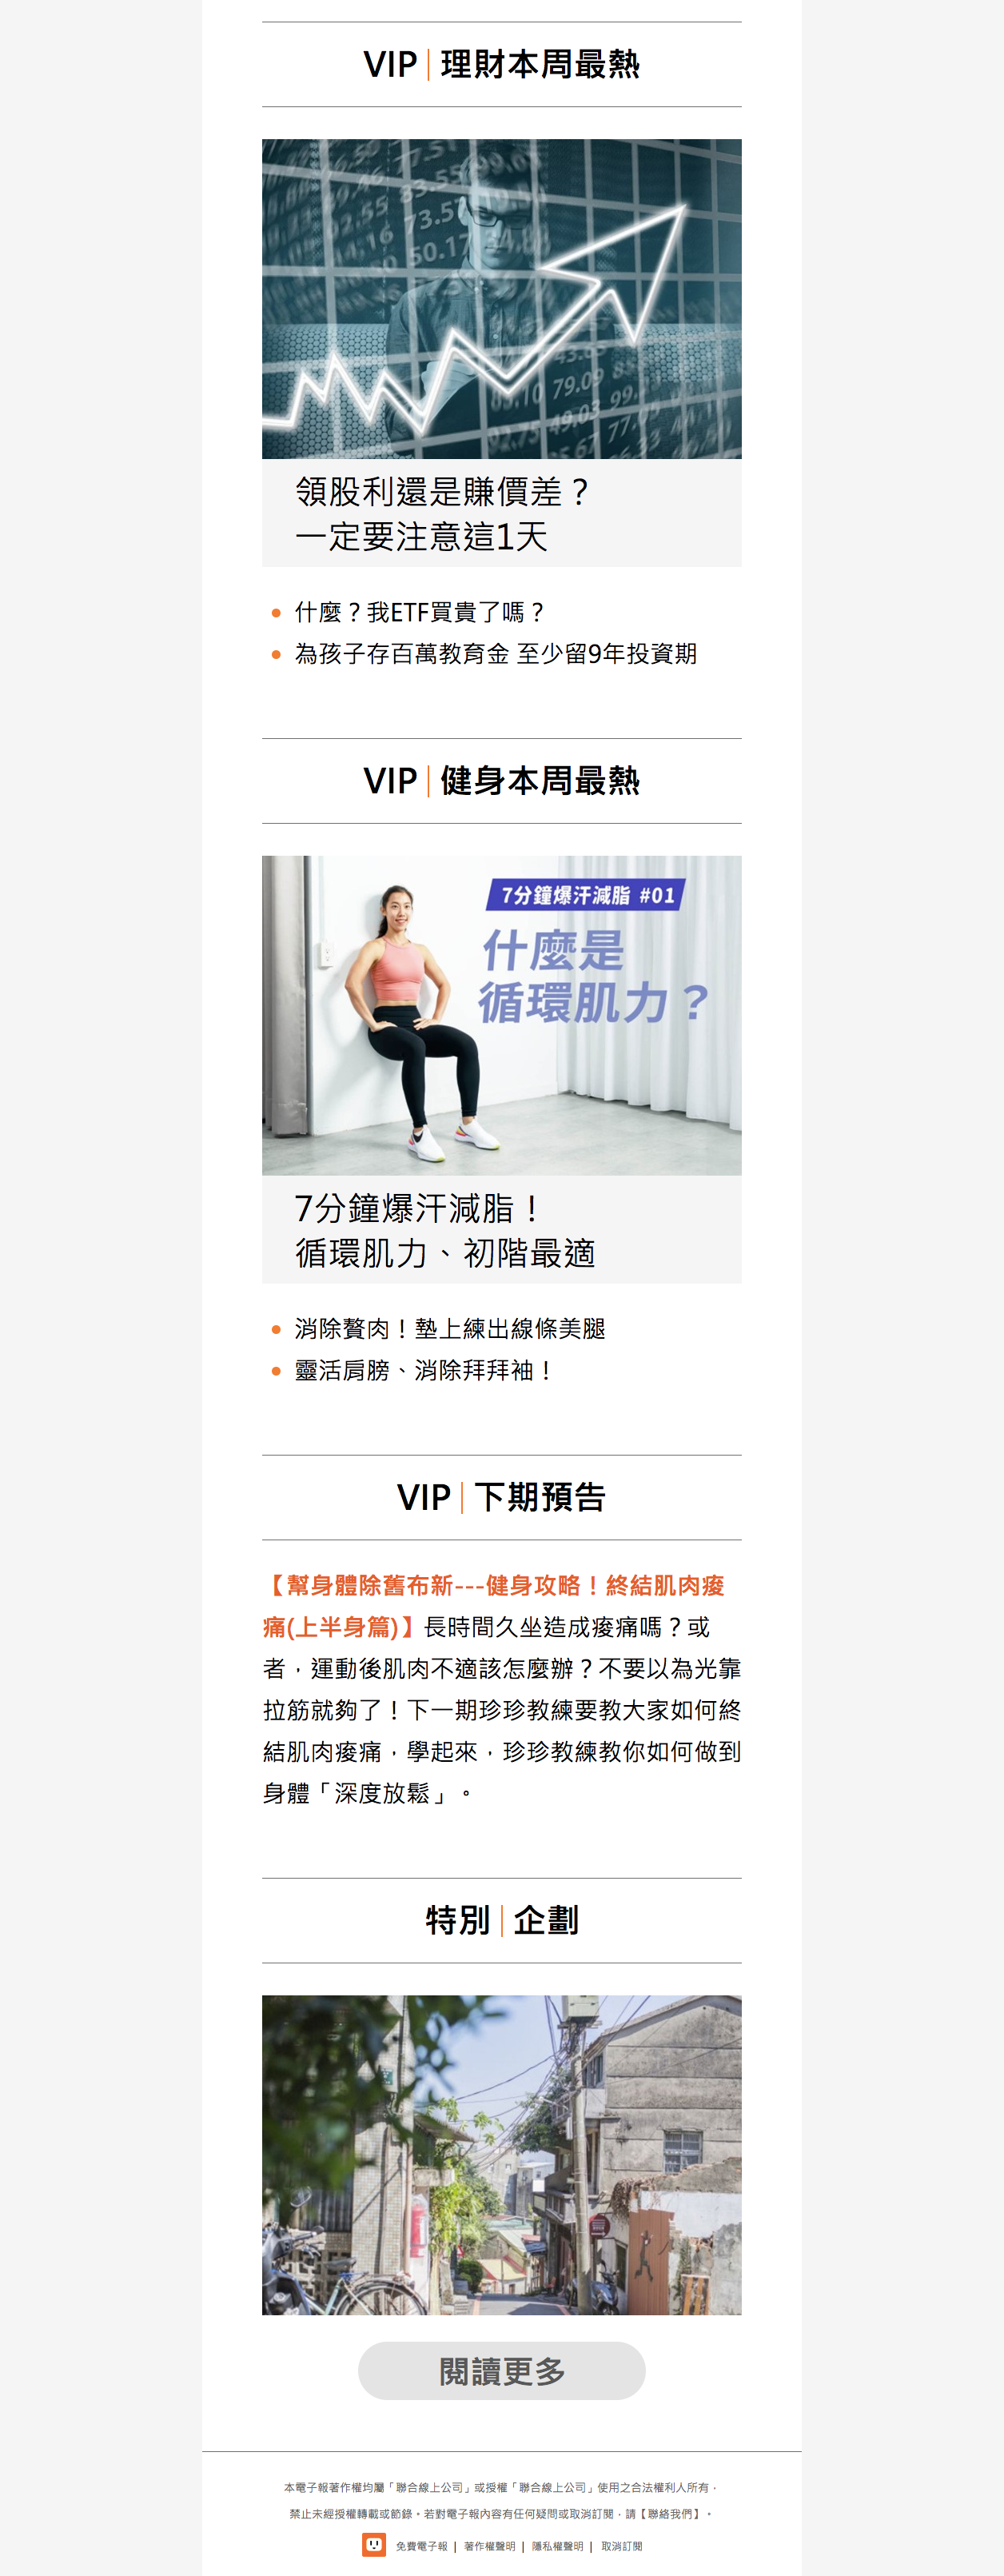 VIP | 理財本周最熱
73.57
50.17
79.09
49.03
領股利還是賺價差？
一定要注意這1天
什麼？我ETF買貴了嗎？
為孩子存百萬教育金 至少留9年投資期
VIP | 健身本周最熱
7分鐘爆汗減脂 #01
什麼是
循環肌力？
7分鐘爆汗減脂！
循環肌力、初階最適
消除贅肉！墊上練出線條美腿
靈活肩膀、消除拜拜袖！
VIP | 下期預告
【幫身體除舊布新---健身攻略！終結肌肉痠
痛(上半身篇)】長時間久坐造成痠痛嗎？或
者，運動後肌肉不適該怎麼辦？不要以為光靠
拉筋就夠了！下一期珍珍教練要教大家如何終
結肌肉痠痛，學起來，珍珍教練教你如何做到
身體「深度放鬆」。
特別 | 企劃
閱讀更多
本電子報著作權均屬「聯合線上公司」或授權「聯合線上公司」使用之合法權利人所有，
禁止未經授權轉載或節錄。若對電子報內容有任何疑問或取消訂閱，請【聯絡我們】。
免費電子報 | 著作權聲明 | 隱私權聲明 | 取消訂閱